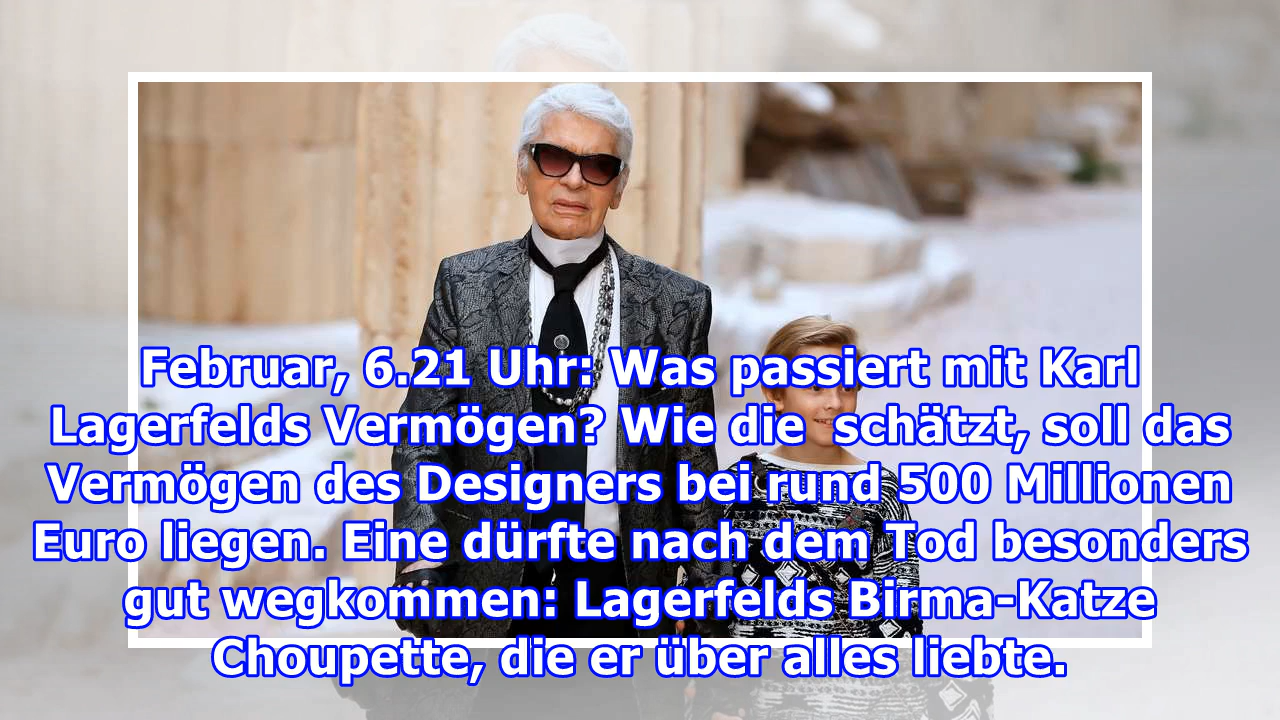 Februar, 6.21 Uhr: Was passiert mit Karl
Lagerfelds Vermögen? Wie die  schätzt, soll das
Vermögen des Designers bei rund 500 Millionen
Euro liegen. Eine dürfte nach dem Tod besonders
gut wegkommen: Lagerfelds Birma-Katze
Choupette, die er über alles liebte.